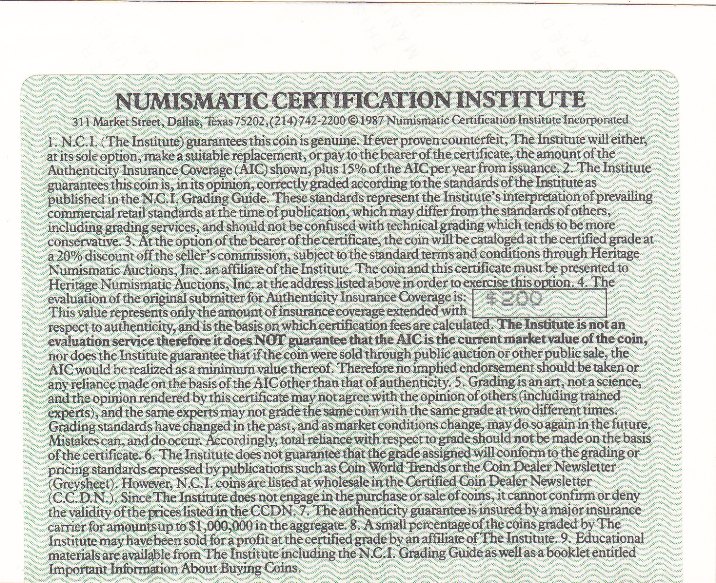 NUMISMATIC CERTIFICATION INSTITUTE
311 Market Street, Dallas, Texas 75202, (214) 742-2200 © 1987 Numismatic Certification Institute Incorporated
1. N.C.I. (The Institute) guarantees this coin is genuine. If ever proven counterfeit, The Institute will either,
at its sole option, make a suitable replacement, or pay to the bearer of the certificate, the amount of the
Authenticity Insurance Coverage (AIC) shown, plus 15% of the AIC per year from issuance. 2. The Institute
guarantees this coin is, in its opinion, correctly graded according to the standards of the Institute as
published in the N.C.I. Grading Guide. These standards represent the Institute's interpretation of prevailing
commercial retail standards at the time of publication, which may differ from the standards of others,
including grading services, and should not be confused with technical grading which tends to be more
conservative. 3. At the option of the bearer of the certificate, the coin will be cataloged at the certified grade at
a 20% discount off the seller's commission, subject to the standard terms and conditions through Heritage
Numismatic Auctions, Inc. an affiliate of the Institute. The coin and this certificate must be presented to
Heritage Numismatic Auctions, Inc. at the address listed above in order to exercise this option. 4. The
evaluation of the original submitter for Authenticity Insurance Coverage is: $200
This value represents only the amount of insurance coverage extended with
respect to authenticity, and is the basis on which certification fees are calculated. The Institute is not an
evaluation service therefore it does NOT guarantee that the AIC is the current market value of the coin,
nor does the Institute guarantee that if the coin were sold through public auction or other public sale, the
AIC would be realized as a minimum value thereof. Therefore no implied endorsement should be taken or
any reliance made on the basis of the AIC other than that of authenticity. 5. Grading is an art, not a science,
and the opinion rendered by this certificate may not agree with the opinion of others (including trained
experts), and the same experts may not grade the same coin with the same grade at two different times.
Grading standards have changed in the past, and as market conditions change, may do so again in the future.
Mistakes can, and do occur. Accordingly, total reliance with respect to grade should not be made on the basis
of the certificate. 6. The Institute does not guarantee that the grade assigned will conform to the grading or
pricing standards expressed by publications such as Coin World Trends or the Coin Dealer Newsletter
(Greysheet). However, N.C.I. coins are listed at wholesale in the Certified Coin Dealer Newsletter
(C.C.D.N.). Since The Institute does not engage in the purchase or sale of coins, it cannot confirm or deny
the validity of the prices listed in the CCDN. 7. The authenticity guarantee is insured by a major insurance
carrier for amounts up to $1,000,000 in the aggregate. 8. A small percentage of the coins graded by The
Institute may have been sold for a profit at the certified grade by an affiliate of The Institute. 9. Educational
materials are available from The Institute including the N.C.I. Grading Guide as well as a booklet entitled
Important Information About Buying Coins.